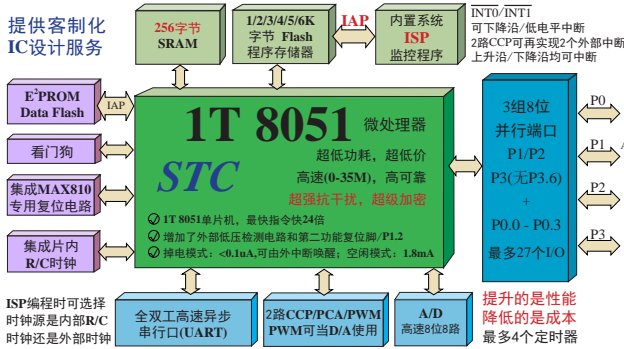 提供客制化
IC设计服务
256字节
SRAM
1/2/3/4/5/6K
字节 Flash
程序存储器
IAP
内置系统
ISP
监控程序
INT0/INT1
可下降沿/低电平中断
2路CCP可再实现2个外部中断
上升沿/下降沿均可中断
E²PROM
Data Flash
IAP
看门狗
集成MAX810
专用复位电路
集成片内
R/C时钟
1T 8051 微处理器
超低功耗，超低价
STC
高速(0-35M)，高可靠
超强抗干扰，超级加密
1T 8051单片机，最快指令快24倍
增加了外部低压检测电路和第二功能复位脚/P1.2
掉电模式：<0.1uA,可由外中断唤醒；空闲模式：1.8mA
3组8位
并行端口
P1/P2
P3(无P3.6)
+
P0.0 - P0.3
最多27个I/O
P0
P1
P2
P3
ISP编程时可选择
时钟源是内部R/C
时钟还是外部时钟
全双工高速异步
串行口(UART)
2路CCP/PCA/PWM
PWM可当D/A使用
A/D
高速8位8路
提升的是性能
降低的是成本
最多4个定时器